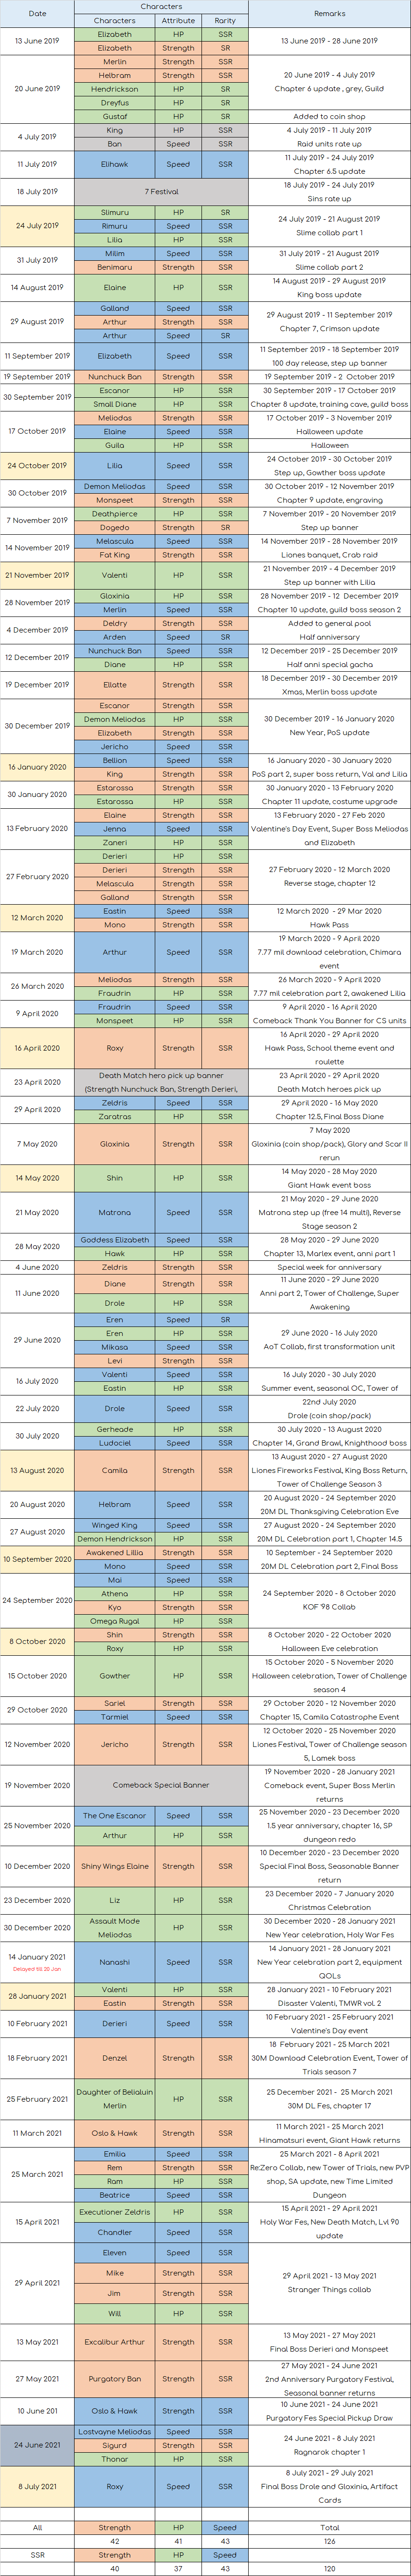 Date Characters Remarks
Characters Attribute Rarity
13 June 2019 Elizabeth HP SSR 13 June 2019 - 28 June 2019
Elizabeth Strength SR
20 June 2019 Merlin Strength SSR 20 June 2019 - 4 July 2019
Helbram Strength SSR Chapter 6 update , grey, Guild
Hendrickson HP SR
Dreyfus HP SR
Gustaf HP SR Added to coin shop
4 July 2019 King HP SSR 4 July 2019 - 11 July 2019
Ban Speed SSR Raid units rate up
11 July 2019 Elihawk Speed SSR 11 July 2019 - 24 July 2019
Chapter 6.5 update
18 July 2019 7 Festival 18 July 2019 - 24 July 2019
Sins rate up
24 July 2019 Slimuru HP SR 24 July 2019 - 21 August 2019
Rimuru Speed SSR Slime collab part 1
Lilia HP SSR
31 July 2019 Milim Speed SSR 31 July 2019 - 21 August 2019
Benimaru Strength SSR Slime collab part 2
14 August 2019 Elaine HP SSR 14 August 2019 - 29 August 2019
King boss update
29 August 2019 Galland Speed SSR 29 August 2019 - 11 September 2019
Arthur Strength SSR Chapter 7, Crimson update
Arthur Speed SR
11 September 2019 Elizabeth Speed SSR 11 September 2019 - 18 September 2019
100 day release, step up banner
19 September 2019 Nunchuck Ban Strength SSR 19 September 2019 - 2 October 2019
30 September 2019 Escanor HP SSR 30 September 2019 - 17 October 2019
Small Diane HP SSR Chapter 8 update, training cave, guild boss
17 October 2019 Meliodas Strength SSR 17 October 2019 - 3 November 2019
Elaine Speed SSR Halloween update
Guila HP SSR Halloween
24 October 2019 Lilia Speed SSR 24 October 2019 - 30 October 2019
Step up, Gowther boss update
30 October 2019 Demon Meliodas Speed SSR 30 October 2019 - 12 November 2019
Monspeet Strength SSR Chapter 9 update, engraving
7 November 2019 Deathpierce HP SSR 7 November 2019 - 20 November 2019
Dogedo Strength SR Step up banner
14 November 2019 Melascula Speed SSR 14 November 2019 - 28 November 2019
Fat King Strength SSR Liones banquet, Crab raid
21 November 2019 Valenti HP SSR 21 November 2019 - 4 December 2019
Step up banner with Lilia
28 November 2019 Gloxinia HP SSR 28 November 2019 - 12 December 2019
Merlin Speed SSR Chapter 10 update, guild boss season 2
4 December 2019 Deldry Strength SSR Added to general pool
Arden Speed SR Half anniversary
12 December 2019 Nunchuck Ban Speed SSR 12 December 2019 - 25 December 2019
Diane HP SSR Half anni special gacha
19 December 2019 Ellatte Strength SSR 18 December 2019 - 30 December 2019
Xmas, Merlin boss update
30 December 2019 Escanor Strength SSR 30 December 2019 - 16 January 2020
Demon Meliodas HP SSR New Year, PoS update
Elizabeth Strength SSR
Jericho Speed SSR
16 January 2020 Bellion Speed SSR 16 January 2020 - 30 January 2020
King Strength SSR PoS part 2, super boss return, Val and Lilia
30 January 2020 Estarossa Strength SSR 30 January 2020 - 13 February 2020
Estarossa HP SSR Chapter 11 update, costume upgrade
13 February 2020 Elaine Strength SSR 13 February 2020 - 27 Feb 2020
Jenna Speed SSR Valentine's Day Event, Super Boss Meliodas
Zaneri HP SSR and Elizabeth
27 February 2020 Derieri HP SSR 27 February 2020 - 12 March 2020
Derieri Strength SSR Reverse stage, chapter 12
Melascula Strength SSR
Galland Strength SSR
12 March 2020 Eastin Speed SSR 12 March 2020 - 29 Mar 2020
Mono Strength SSR Hawk Pass
19 March 2020 Arthur Speed SSR 19 March 2020 - 9 April 2020
7.77 mil download celebration, Chimara
event
26 March 2020 Meliodas Strength SSR 26 March 2020 - 9 April 2020
Fraudrin HP SSR 7.77 mil celebration part 2, awakened Lilia
9 April 2020 Fraudrin Speed SSR 9 April 2020 - 16 April 2020
Monspeet HP SSR Comeback Thank You Banner for CS units
16 April 2020 Roxy Strength SSR 16 April 2020 - 29 April 2020
Hawk Pass, School theme event and
roulette
23 April 2020 Death Match hero pick up banner 23 April 2020 - 29 April 2020
(Strength Nunchuck Ban, Strength Derieri, Death Match heroes pick up
29 April 2020 Zeldris Speed SSR 29 April 2020 - 16 May 2020
Zaratras HP SSR Chapter 12.5, Final Boss Diane
7 May 2020 Gloxinia Strength SSR 7 May 2020
Gloxinia (coin shop/pack), Glory and Scar II
rerun
14 May 2020 Shin HP SSR 14 May 2020 - 28 May 2020
Giant Hawk event boss
21 May 2020 Matrona Speed SSR 21 May 2020 - 29 June 2020
Matrona step up (free 14 multi), Reverse
Stage season 2
28 May 2020 Goddess Elizabeth Speed SSR 28 May 2020 - 29 June 2020
Hawk HP SSR Chapter 13, Marlex event, anni part 1
4 June 2020 Zeldris Strength SSR Special week for anniversary
11 June 2020 Diane Strength SSR 11 June 2020 - 29 June 2020
Drole HP SSR Anni part 2, Tower of Challenge, Super
Awakening
29 June 2020 Eren Speed SR 29 June 2020 - 16 July 2020
Eren HP SSR AoT Collab, first transformation unit
Mikasa Speed SSR
Levi Strength SSR
16 July 2020 Valenti Speed SSR 16 July 2020 - 30 July 2020
Eastin HP SSR Summer event, seasonal OC, Tower of
22 July 2020 Drole Speed SSR 22nd July 2020
Drole (coin shop/pack)
30 July 2020 Gerheade HP SSR 30 July 2020 - 13 August 2020
Ludociel Speed SSR Chapter 14, Grand Brawl, Knighthood boss
13 August 2020 Camila Strength SSR 13 August 2020 - 27 August 2020
Liones Fireworks Festival, King Boss Return,
Tower of Challenge Season 3
20 August 2020 Helbram Speed SSR 20 August 2020 - 24 September 2020
20M DL Thanksgiving Celebration Eve
27 August 2020 Winged King Speed SSR 27 August 2020 - 24 September 2020
Demon Hendrickson HP SSR 20M DL Celebration part 1, Chapter 14.5
10 September 2020 Awakened Lillia Strength SSR 10 September - 24 September 2020
Mono Speed SSR 20M DL Celebration part 2, Final Boss
24 September 2020 Mai Speed SSR 24 September 2020 - 8 October 2020
Athena HP SSR KOF '98 Collab
Kyo Strength SSR
Omega Rugal HP SSR
8 October 2020 Shin Strength SSR 8 October 2020 - 22 October 2020
Roxy HP SSR Halloween Eve celebration
15 October 2020 Gowther HP SSR 15 October 2020 - 5 November 2020
Halloween celebration, Tower of Challenge
season 4
29 October 2020 Sariel Strength SSR 29 October 2020 - 12 November 2020
Tarmiel Speed SSR Chapter 15, Camila Catastrophe Event
12 November 2020 Jericho Strength SSR 12 October 2020 - 25 November 2020
Liones Festival, Tower of Challenge season
5, Lamek boss
19 November 2020 Comeback Special Banner 19 November 2020 - 28 January 2021
Comeback event, Super Boss Merlin
returns
25 November 2020 The One Escanor Speed SSR 25 November 2020 - 23 December 2020
Arthur HP SSR 1.5 year anniversary, chapter 16, SP
dungeon redo
10 December 2020 Shiny Wings Elaine Strength SSR 10 December 2020 - 23 December 2020
Special Final Boss, Seasonable Banner
return
23 December 2020 Liz HP SSR 23 December 2020 - 7 January 2020
Christmas Celebration
30 December 2020 Assault Mode Meliodas HP SSR 30 December 2020 - 28 January 2021
New Year celebration, Holy War Fes
14 January 2021 Nanashi Speed SSR 14 January 2021 - 28 January 2021
Delayed till 20 Jan New Year celebration part 2, equipment
QOLs
28 January 2021 Valenti HP SSR 28 January 2021 - 10 February 2021
Eastin Strength SSR Disaster Valenti, TMWR vol. 2
10 February 2021 Derieri Speed SSR 10 February 2021 - 25 February 2021
Valentine's Day event
18 February 2021 Denzel Strength SSR 18 February 2021 - 25 March 2021
30M Download Celebration Event, Tower of
Trials season 7
25 February 2021 Daughter of Belialuin Merlin HP SSR 25 December 2021 - 25 March 2021
30M DL Fes, chapter 17
11 March 2021 Oslo & Hawk HP SSR 11 March 2021 - 25 March 2021
Hinamatsuri event, Giant Hawk returns
25 March 2021 Emilia Speed SSR 25 March 2021 - 8 April 2021
Rem Strength SSR Re:Zero Collab, new Tower of Trials, new PVP
Ram HP SSR shop, SA update, new Time Limited
Beatrice Speed SSR Dungeon
15 April 2021 Executioner Zeldris HP SSR 15 April 2021 - 29 April 2021
Chandler Speed SSR Holy War Fes, New Death Match, Lvl 90
update
29 April 2021 Eleven Speed SSR 29 April 2021 - 13 May 2021
Mike Strength SSR Stranger Things collab
Jim Strength SSR
Will HP SSR
13 May 2021 Excalibur Arthur Strength SSR 13 May 2021 - 27 May 2021
Final Boss Derieri and Monspeet
27 May 2021 Purgatory Ban Strength SSR 27 May 2021 - 24 June 2021
2nd Anniversary Purgatory Festival,
Seasonal banner returns
10 June 201 Oslo & Hawk Strength SSR 10 June 2021 - 24 June 2021
Purgatory Fes Special Pickup Draw
24 June 2021 Lostvayne Meliodas Speed SSR 24 June 2021 - 8 July 2021
Sigurd Strength SSR Ragnarok chapter 1
Thonar HP SSR
8 July 2021 Roxy Speed SSR 8 July 2021 - 29 July 2021
Final Boss Drole and Gloxinia, Artifact
Cards
All Strength HP Speed Total
42 41 43 126
SSR Strength HP Speed
40 37 43 120